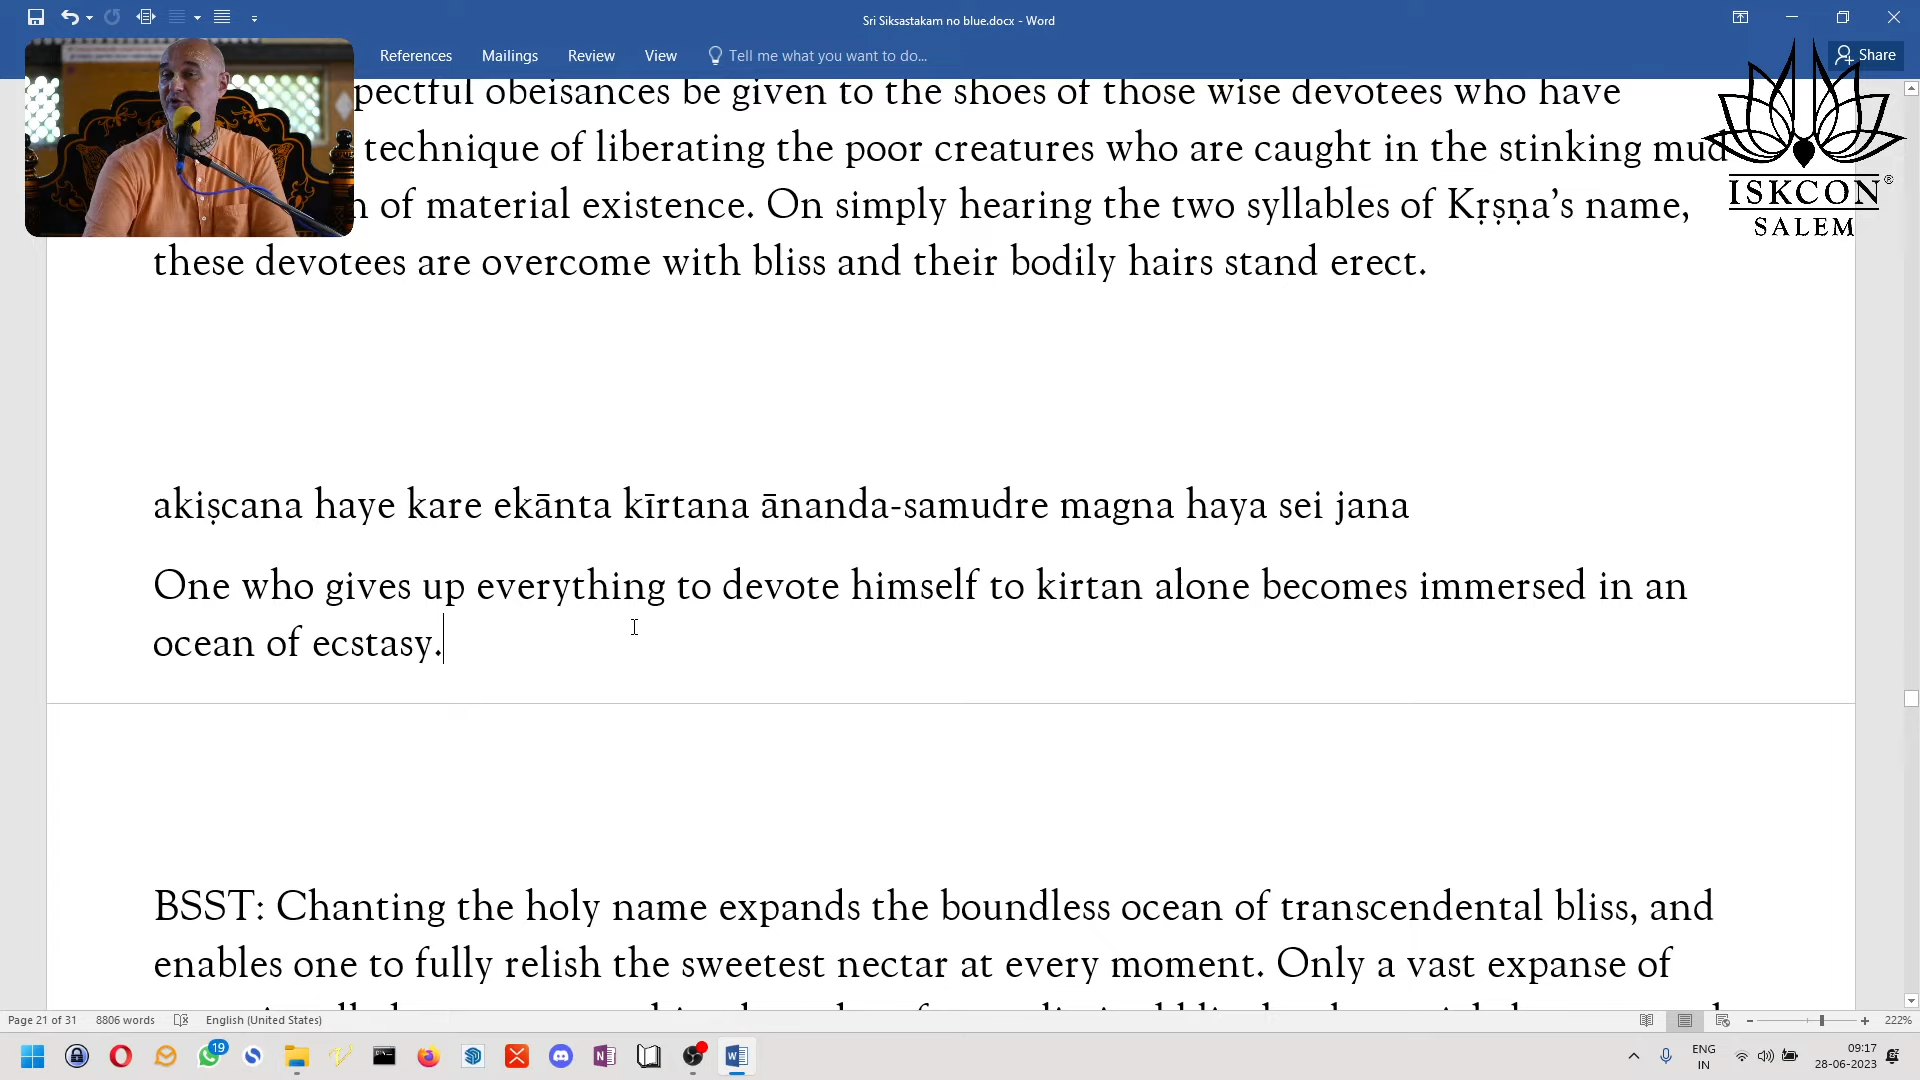 Sri Siksastakam no blue.docx - Word
References Mailings Review View Tell me what you want to do... Share
pectful obeisances be given to the shoes of those wise devotees who have
technique of liberating the poor creatures who are caught in the stinking mud
of material existence. On simply hearing the two syllables of Kṛṣṇa’s name,
these devotees are overcome with bliss and their bodily hairs stand erect.
ISKCON®
SALEM
akiṣcana haye kare ekānta kīrtana ānanda-samudre magna haya sei jana
One who gives up everything to devote himself to kirtan alone becomes immersed in an
ocean of ecstasy.
BSST: Chanting the holy name expands the boundless ocean of transcendental bliss, and
enables one to fully relish the sweetest nectar at every moment. Only a vast expanse of
Page 21 of 31 8806 words English (United States) 222%
19
ENG
IN
09:17
28-06-2023